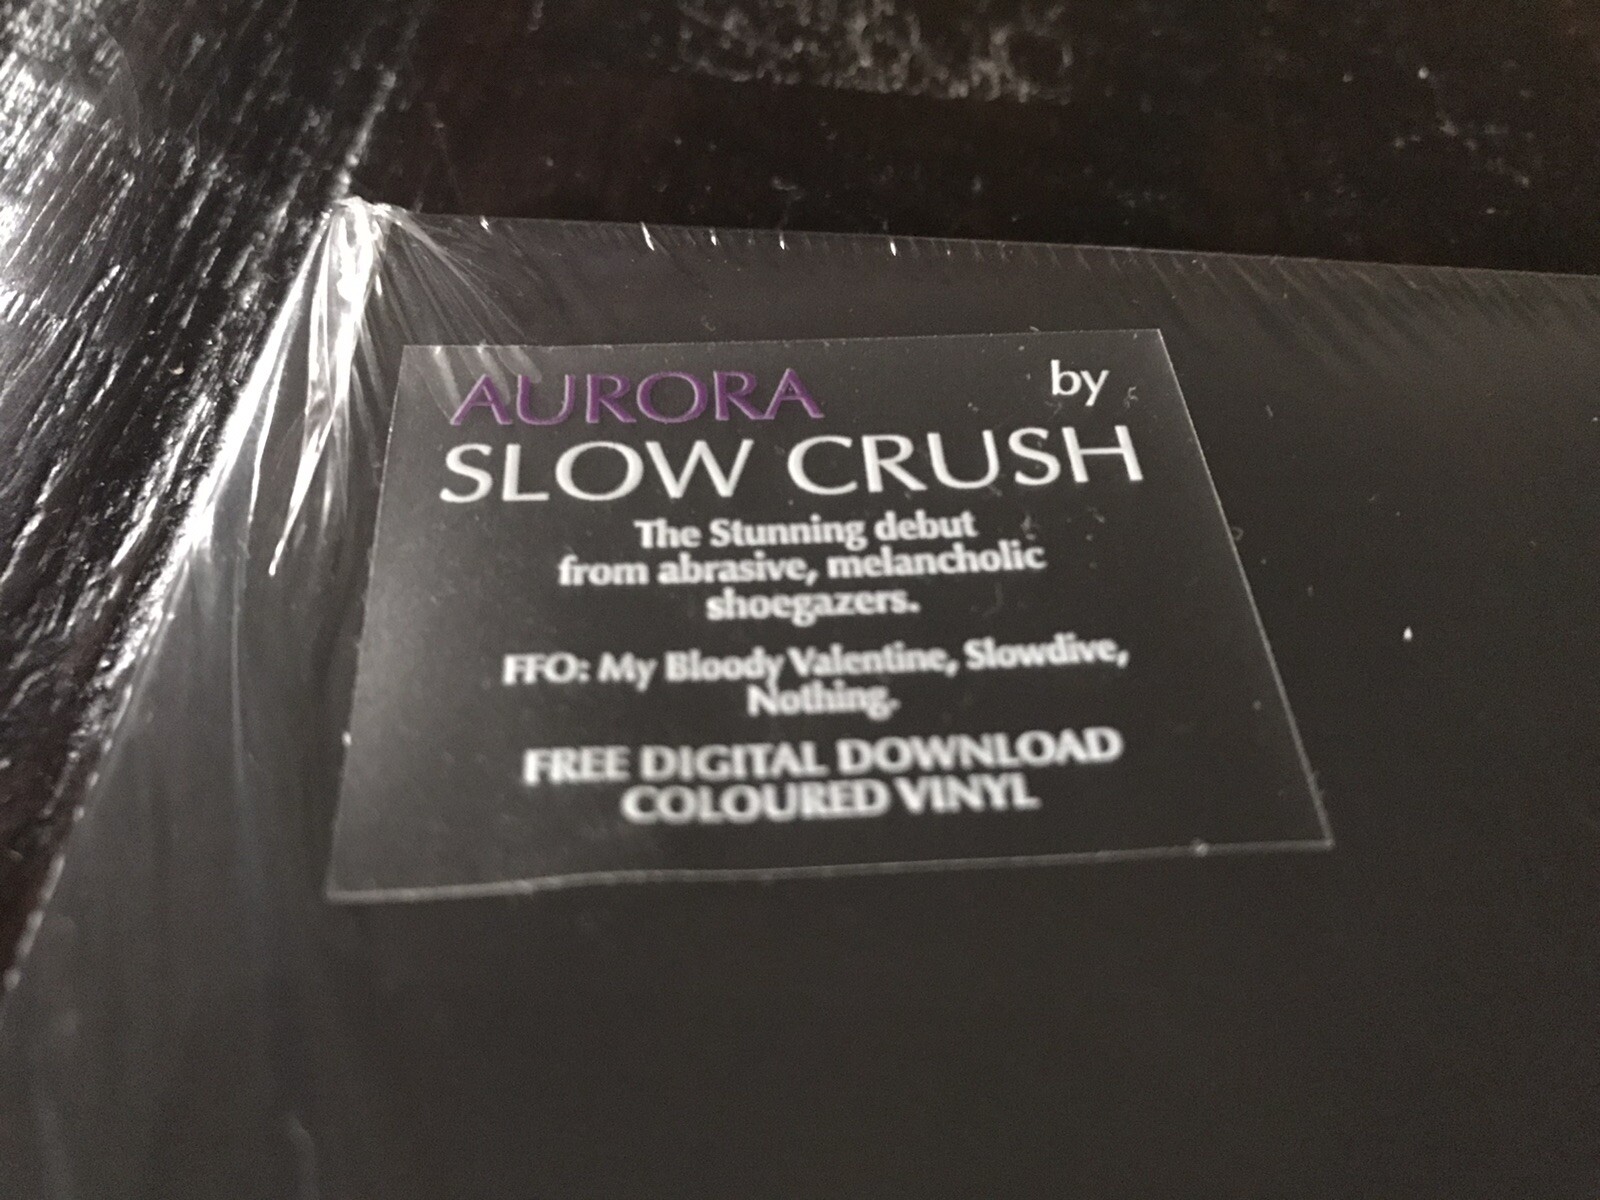 AURORA by
SLOW CRUSH
The Stunning debut
from abrasive, melancholic
shoegazers.
FFO: My Bloody Valentine, Slowdive,
Nothing.
FREE DIGITAL DOWNLOAD
COLOURED VINYL